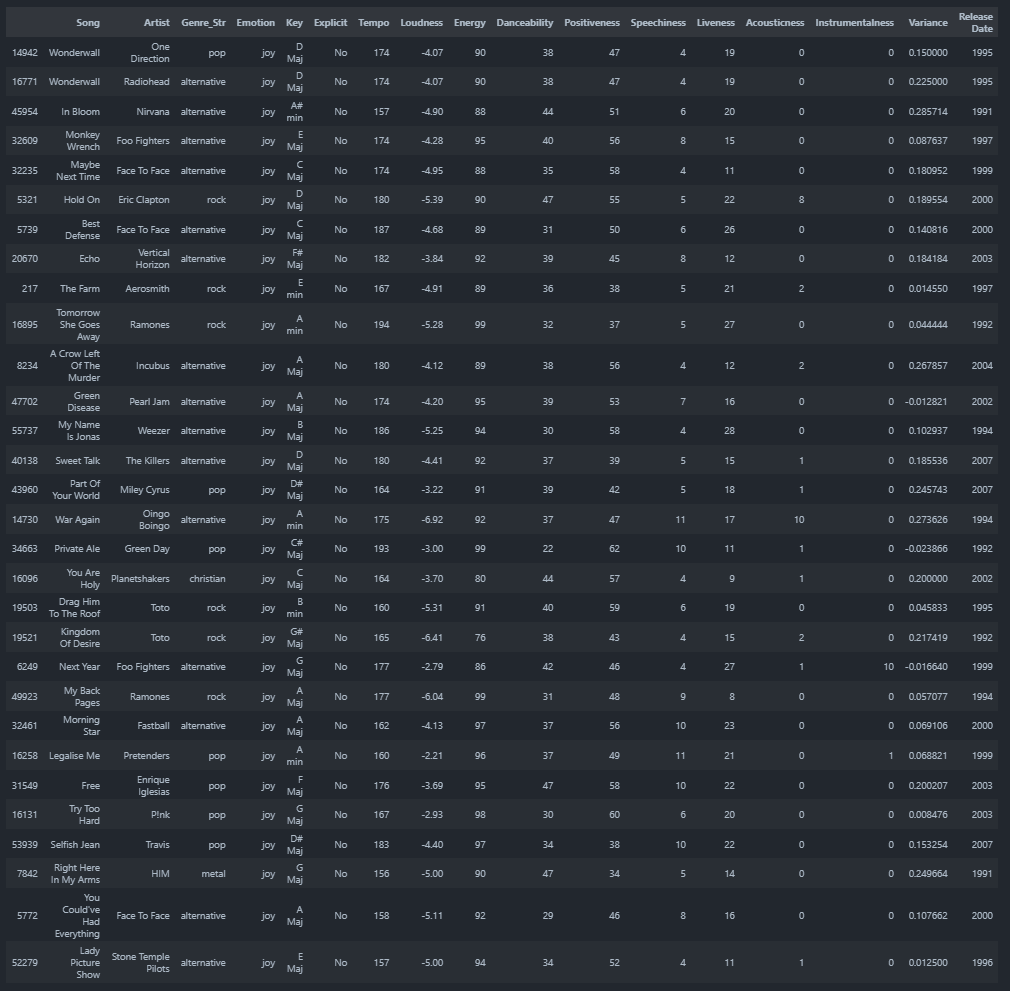 Song Artist Genre_Str Emotion Key Explicit Tempo Loudness Energy Danceability Positiveness Speechiness Liveness Acousticness Instrumentalness Variance Release Date
14942 Wonderwall One Direction pop joy D Maj No 174 -4.07 90 38 47 4 19 0 0 0.150000 1995
16771 Wonderwall Radiohead alternative joy D Maj No 174 -4.07 90 38 47 4 19 0 0 0.225000 1995
45954 In Bloom Nirvana alternative joy A# min No 157 -4.90 88 44 51 6 20 0 0 0.285714 1991
32609 Monkey Wrench Foo Fighters alternative joy E Maj No 174 -4.28 95 40 56 8 15 0 0 0.087637 1997
32235 Maybe Next Time Face To Face alternative joy C Maj No 174 -4.95 88 35 58 4 11 0 0 0.180952 1999
5321 Hold On Eric Clapton rock joy D Maj No 180 -5.39 90 47 55 5 22 8 0 0.189554 2000
5739 Best Defense Face To Face alternative joy C Maj No 187 -4.68 89 31 50 6 26 0 0 0.140816 2000
20670 Echo Vertical Horizon alternative joy F# Maj No 182 -3.84 92 39 45 8 12 0 0 0.184184 2003
217 The Farm Aerosmith rock joy E min No 167 -4.91 89 36 38 5 21 2 0 0.014550 1997
16895 Tomorrow She Goes Away Ramones rock joy A min No 194 -5.28 99 32 37 5 27 0 0 0.044444 1992
8234 A Crow Left Of The Murder Incubus alternative joy A Maj No 180 -4.12 89 38 56 4 12 2 0 0.267857 2004
47702 Green Disease Pearl Jam alternative joy A Maj No 174 -4.20 95 39 53 7 16 0 0 -0.012821 2002
55737 My Name Is Jonas Weezer alternative joy B Maj No 186 -5.25 94 30 58 4 28 0 0 0.102937 1994
40138 Sweet Talk The Killers alternative joy D Maj No 180 -4.41 92 37 39 5 15 1 0 0.185536 2007
43960 Part Of Your World Miley Cyrus pop joy D# Maj No 164 -3.22 91 39 42 5 18 1 0 0.245743 2007
14730 War Again Oingo Boingo alternative joy A min No 175 -6.92 92 37 47 11 17 10 0 0.273626 1994
34663 Private Ale Green Day pop joy C# Maj No 193 -3.00 99 22 62 10 11 1 0 -0.023866 1992
16096 You Are Holy Planetshakers christian joy C Maj No 164 -3.70 80 44 57 4 9 1 0 0.200000 2002
19503 Drag Him To The Roof Toto rock joy B min No 160 -5.31 91 40 59 6 19 0 0 0.045833 1995
19521 Kingdom Of Desire Toto rock joy G# Maj No 165 -6.41 76 38 43 4 15 2 0 0.217419 1992
6249 Next Year Foo Fighters alternative joy G Maj No 177 -2.79 86 42 46 4 27 1 10 -0.016640 1999
49923 My Back Pages Ramones rock joy A Maj No 177 -6.04 99 31 48 9 8 0 0 0.057077 1994
32461 Morning Star Fastball alternative joy A Maj No 162 -4.13 97 37 56 10 23 0 0 0.069106 2000
16258 Legalise Me Pretenders pop joy A min No 160 -2.21 96 37 49 11 21 0 1 0.068821 1999
31549 Free Enrique Iglesias pop joy F Maj No 176 -3.69 95 47 58 10 22 0 0 0.200207 2003
16131 Try Too Hard P!nk pop joy G Maj No 167 -2.93 98 30 60 6 20 0 0 0.008476 2003
53939 Selfish Jean Travis pop joy D# Maj No 183 -4.40 97 34 38 10 22 0 0 0.153254 2007
7842 Right Here In My Arms HIM metal joy G Maj No 156 -5.00 90 47 34 5 14 0 0 0.249664 1991
5772 You Could've Had Everything Face To Face alternative joy A Maj No 158 -5.11 92 29 46 8 16 0 0 0.107662 2000
52279 Lady Picture Show Stone Temple Pilots alternative joy E Maj No 157 -5.00 94 34 52 4 11 1 0 0.012500 1996